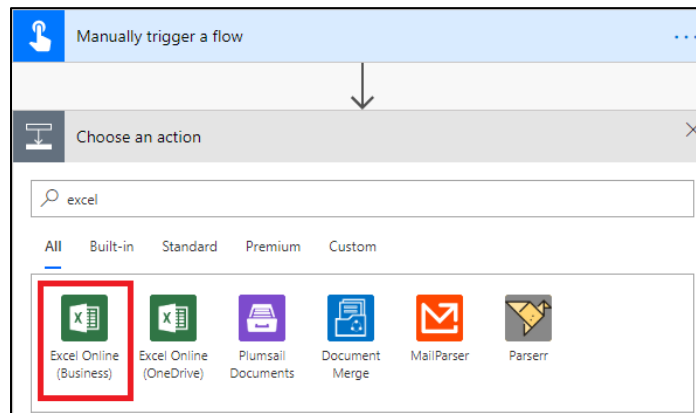 Manually trigger a flow
Choose an action
excel
All Built-in Standard Premium Custom
Excel Online Excel Online Plumsail Document MailParser Parserr
(Business) (OneDrive) Documents Merge